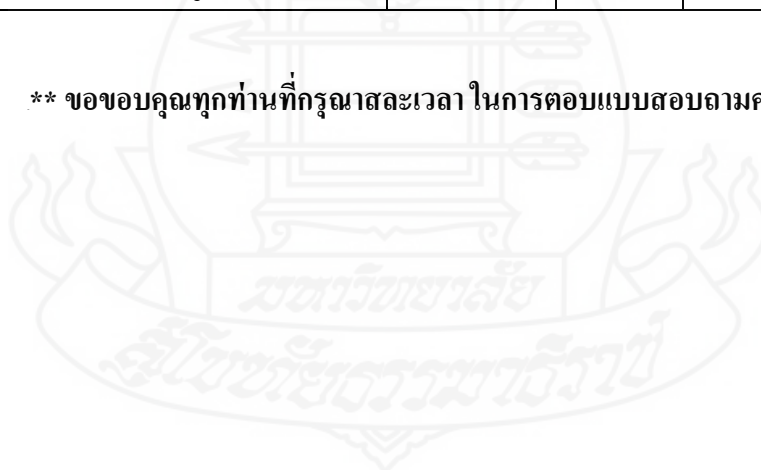 ** ขอขอบคุณทุกท่านที่กรุณาสละเวลา ในการตอบแบบสอบถาม
มหาวิทยาลัย
สุโขทัยธรรมาธิราช